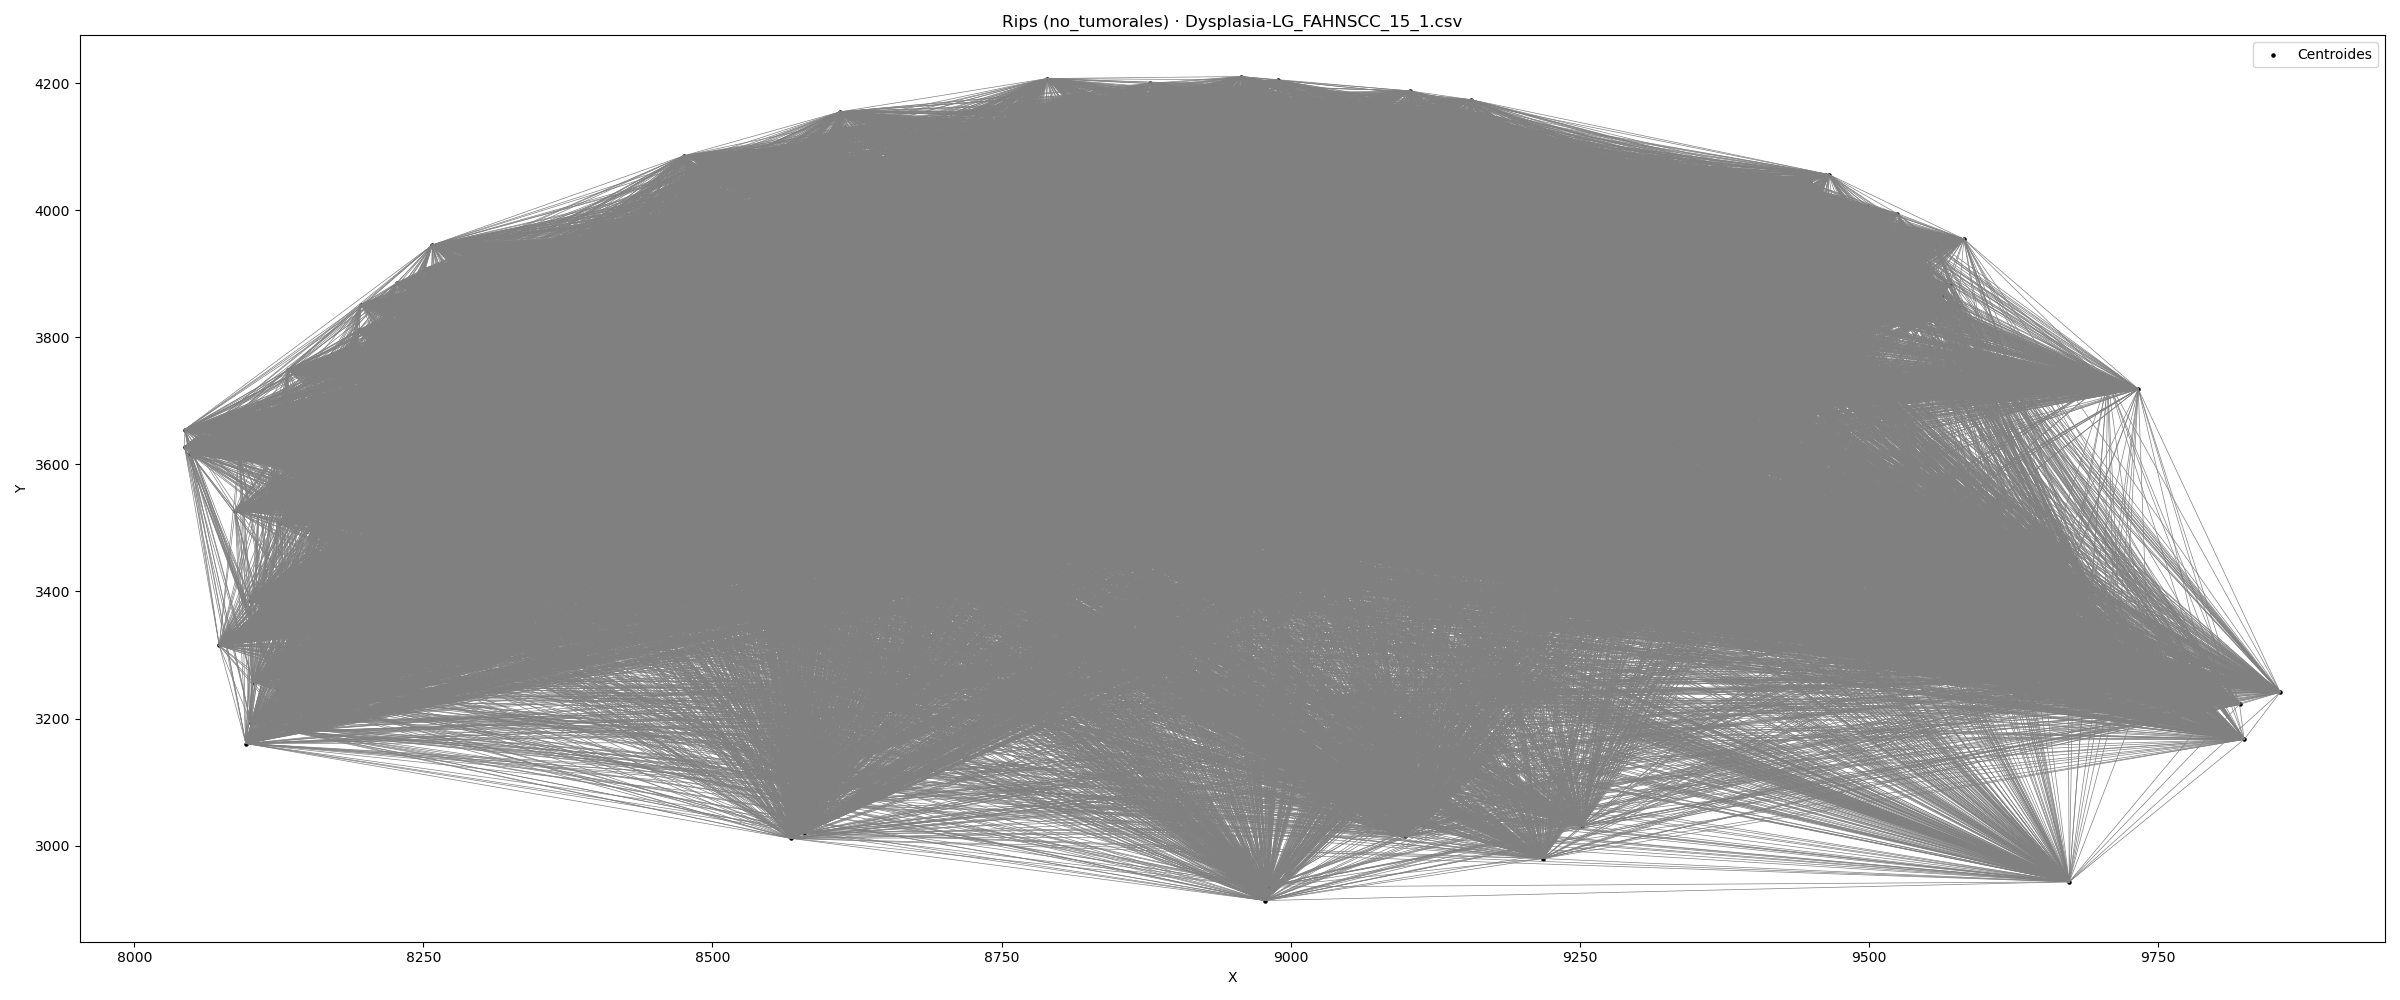 Rips (no_tumorales) · Dysplasia-LG_FAHNSCC_15_1.csv
Centroides
4200
4000
3800
3600
3400
3200
3000
Y
8000 8250 8500 8750 9000 9250 9500 9750
X